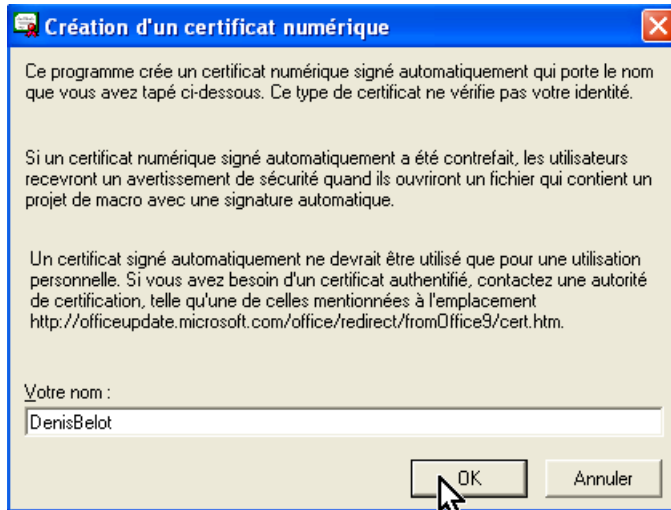 Création d'un certificat numérique
Ce programme crée un certificat numérique signé automatiquement qui porte le nom
que vous avez tapé ci-dessous. Ce type de certificat ne vérifie pas votre identité.
Si un certificat numérique signé automatiquement a été contrefait, les utilisateurs
recevront un avertissement de sécurité quand ils ouvriront un fichier qui contient un
projet de macro avec une signature automatique.
Un certificat signé automatiquement ne devrait être utilisé que pour une utilisation
personnelle. Si vous avez besoin d'un certificat authentifié, contactez une autorité
de certification, telle qu'une de celles mentionnées à l'emplacement
http://officeupdate.microsoft.com/office/redirect/fromOffice9/cert.htm.
Votre nom :
DenisBelot
OK
Annuler